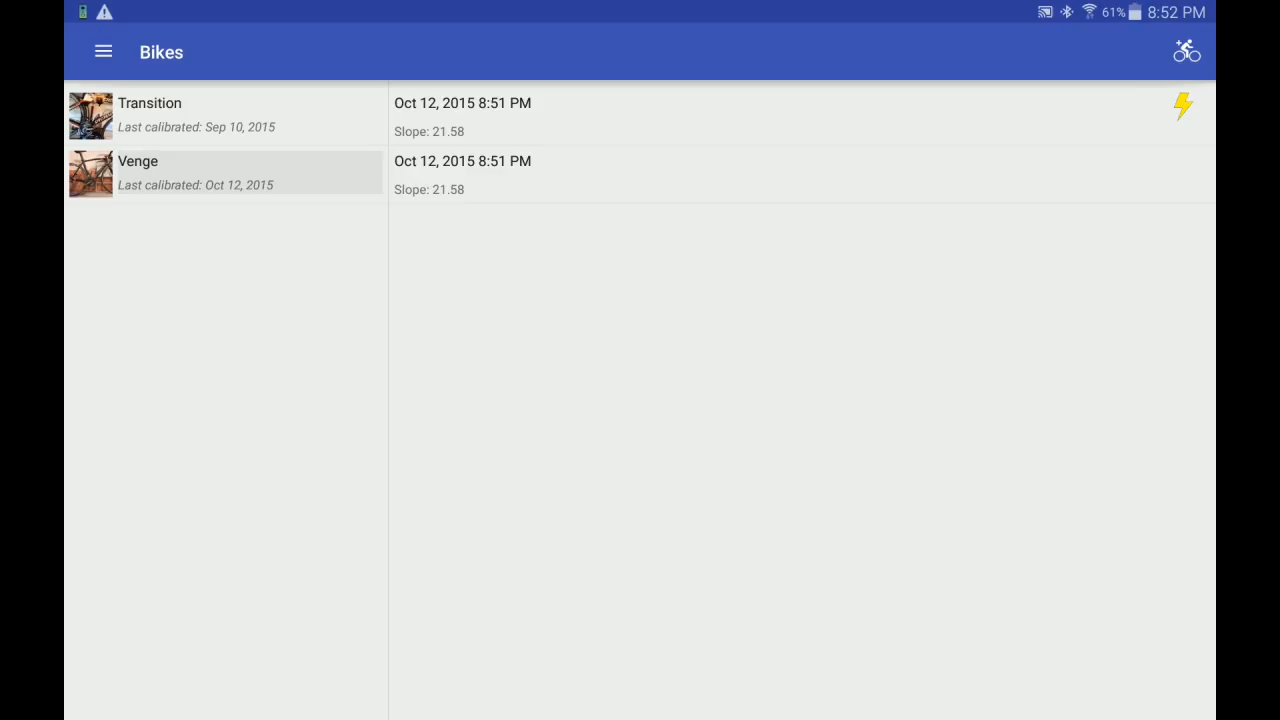 61% 8:52 PM
Bikes
Transition
Last calibrated: Sep 10, 2015
Venge
Last calibrated: Oct 12, 2015
Oct 12, 2015 8:51 PM
Slope: 21.58
Oct 12, 2015 8:51 PM
Slope: 21.58